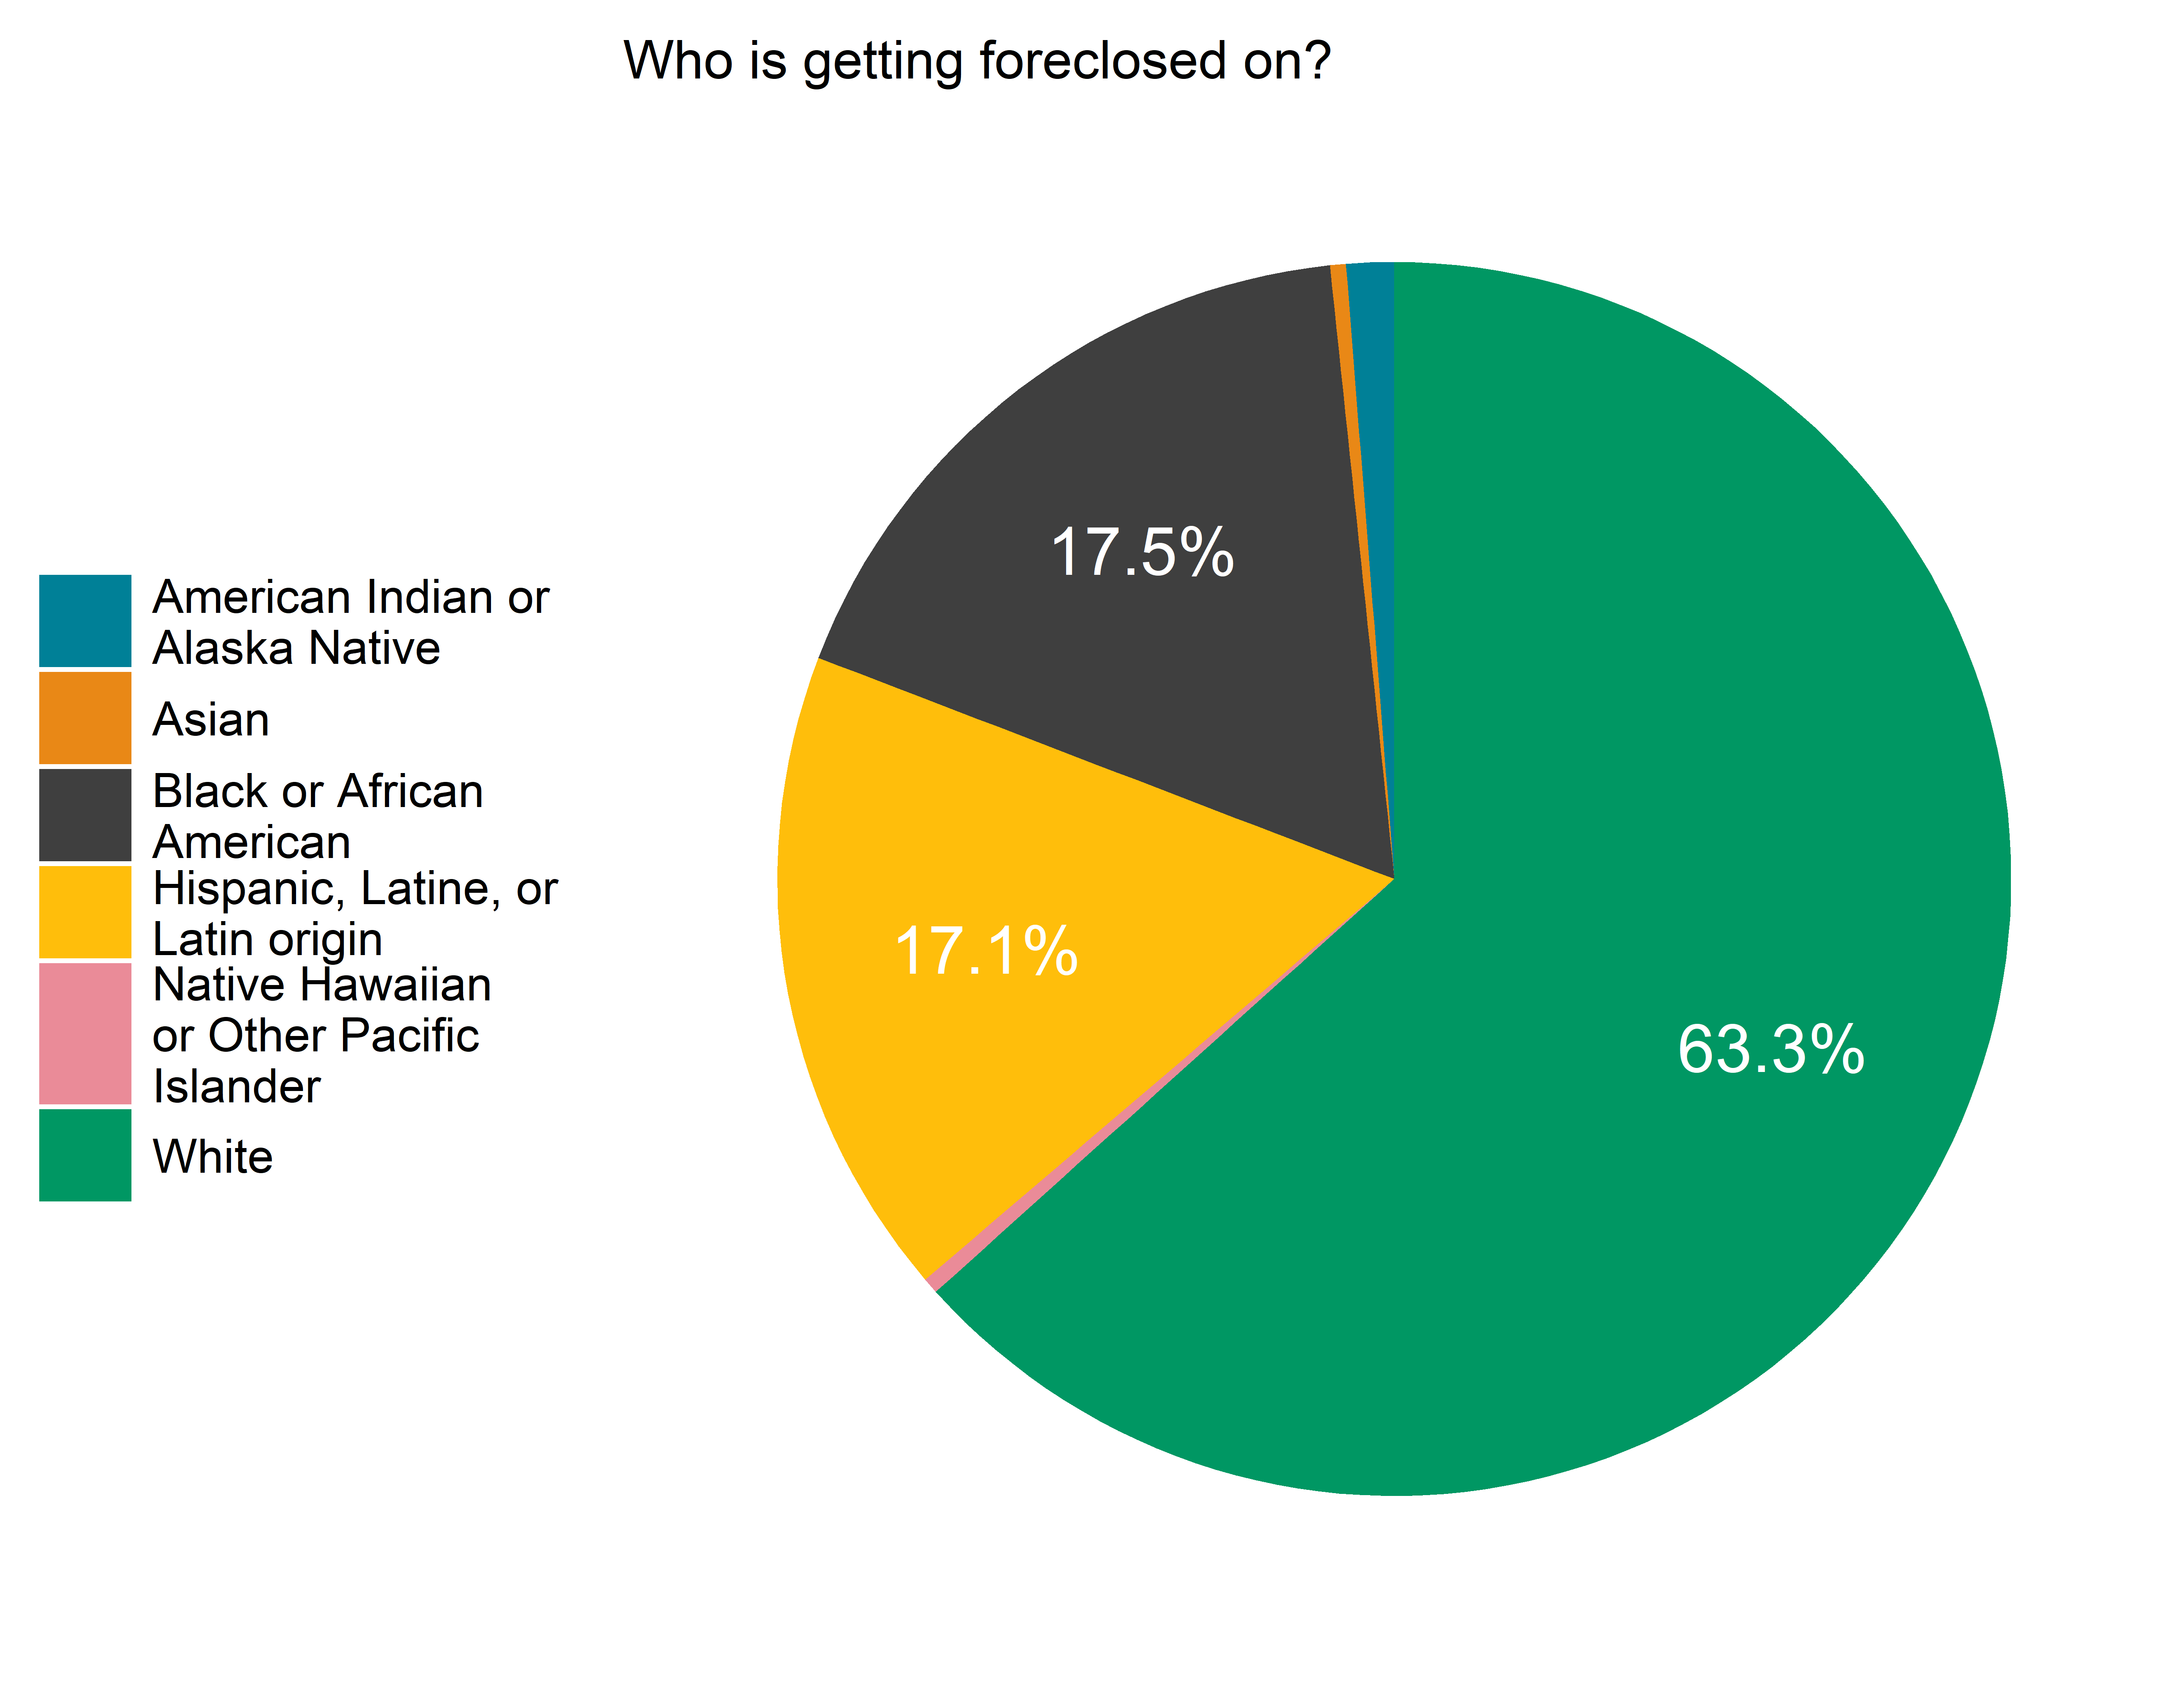 Who is getting foreclosed on?
American Indian or
Alaska Native
Asian
Black or African
American
Hispanic, Latine, or
Latin origin
Native Hawaiian
or Other Pacific
Islander
White
17.5%
17.1%
63.3%